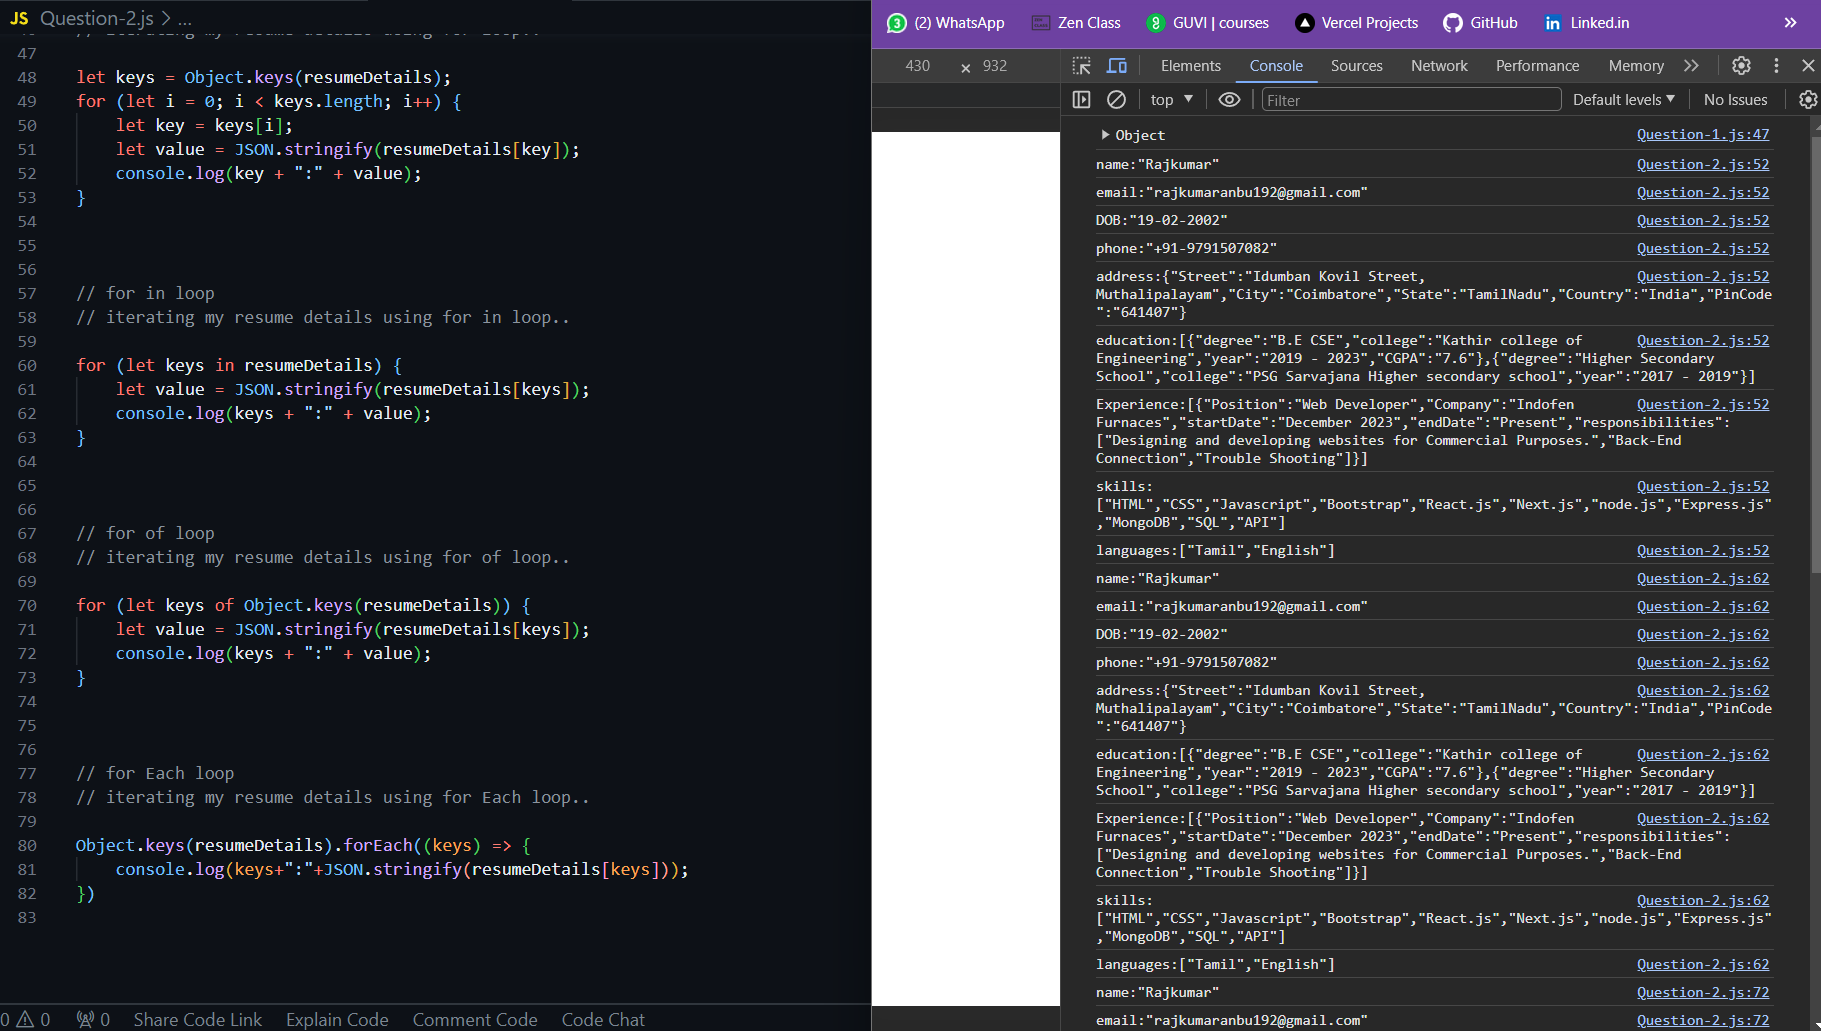 JS Question-2.js > ...
// iterating my resume details using for loop..
47
48 let keys = Object.keys(resumeDetails);
49 for (let i = 0; i < keys.length; i++) {
50 let key = keys[i];
51 let value = JSON.stringify(resumeDetails[key]);
52 console.log(key + ":" + value);
53 }
54
55
56
57 // for in loop
58 // iterating my resume details using for in loop..
59
60 for (let keys in resumeDetails) {
61 let value = JSON.stringify(resumeDetails[keys]);
62 console.log(keys + ":" + value);
63 }
64
65
66
67 // for of loop
68 // iterating my resume details using for of loop..
69
70 for (let keys of Object.keys(resumeDetails)) {
71 let value = JSON.stringify(resumeDetails[keys]);
72 console.log(keys + ":" + value);
73 }
74
75
76
77 // for Each loop
78 // iterating my resume details using for Each loop..
79
80 Object.keys(resumeDetails).forEach((keys) => {
81 console.log(keys+":"+JSON.stringify(resumeDetails[keys]));
82 })
83
0 0 0 Share Code Link Explain Code Comment Code Code Chat
3 (2) WhatsApp Zen Class GUVI | courses Vercel Projects GitHub Linked.in »
430 × 932
Elements Console Sources Network Performance Memory »
top Filter Default levels No Issues
Object Question-1.js:47
name:"Rajkumar" Question-2.js:52
email:"rajkumaranbu192@gmail.com" Question-2.js:52
DOB:"19-02-2002" Question-2.js:52
phone:"+91-9791507082" Question-2.js:52
address:{"Street":"Idumban Kovil Street, Question-2.js:52
Muthalipalayam","City":"Coimbatore","State":"TamilNadu","Country":"India","PinCode
":"641407"}
education:[{"degree":"B.E CSE","college":"Kathir college of Question-2.js:52
Engineering","year":"2019 - 2023","CGPA":"7.6"},{"degree":"Higher Secondary
School","college":"PSG Sarvajana Higher secondary school","year":"2017 - 2019"}]
Experience:[{"Position":"Web Developer","Company":"Indofen Question-2.js:52
Furnaces","startDate":"December 2023","endDate":"Present","responsibilities":
["Designing and developing websites for Commercial Purposes.","Back-End
Connection","Trouble Shooting"]}]
skills: Question-2.js:52
["HTML","CSS","Javascript","Bootstrap","React.js","Next.js","node.js","Express.js"
,"MongoDB","SQL","API"]
languages:["Tamil","English"] Question-2.js:52
name:"Rajkumar" Question-2.js:62
email:"rajkumaranbu192@gmail.com" Question-2.js:62
DOB:"19-02-2002" Question-2.js:62
phone:"+91-9791507082" Question-2.js:62
address:{"Street":"Idumban Kovil Street, Question-2.js:62
Muthalipalayam","City":"Coimbatore","State":"TamilNadu","Country":"India","PinCode
":"641407"}
education:[{"degree":"B.E CSE","college":"Kathir college of Question-2.js:62
Engineering","year":"2019 - 2023","CGPA":"7.6"},{"degree":"Higher Secondary
School","college":"PSG Sarvajana Higher secondary school","year":"2017 - 2019"}]
Experience:[{"Position":"Web Developer","Company":"Indofen Question-2.js:62
Furnaces","startDate":"December 2023","endDate":"Present","responsibilities":
["Designing and developing websites for Commercial Purposes.","Back-End
Connection","Trouble Shooting"]}]
skills: Question-2.js:62
["HTML","CSS","Javascript","Bootstrap","React.js","Next.js","node.js","Express.js"
,"MongoDB","SQL","API"]
languages:["Tamil","English"] Question-2.js:62
name:"Rajkumar" Question-2.js:72
email:"rajkumaranbu192@gmail.com" Question-2.js:72